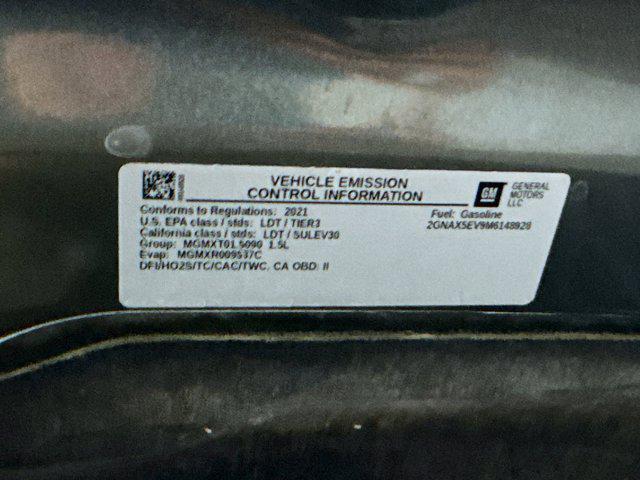 VEHICLE EMISSION
CONTROL INFORMATION
GM
GENERAL
MOTORS
LLC
Conforms to Regulations: 2021
U.S. EPA class / stds: LDT / TIER3
California class / stds: LDT / SULEV30
Group: MGMXT01.5090 1.5L
Evap: MGMXR009537C
DFI/HO2S/TC/CAC/TWC, CA OBD: II
Fuel: Gasoline
2GNAX5EV9M6148928